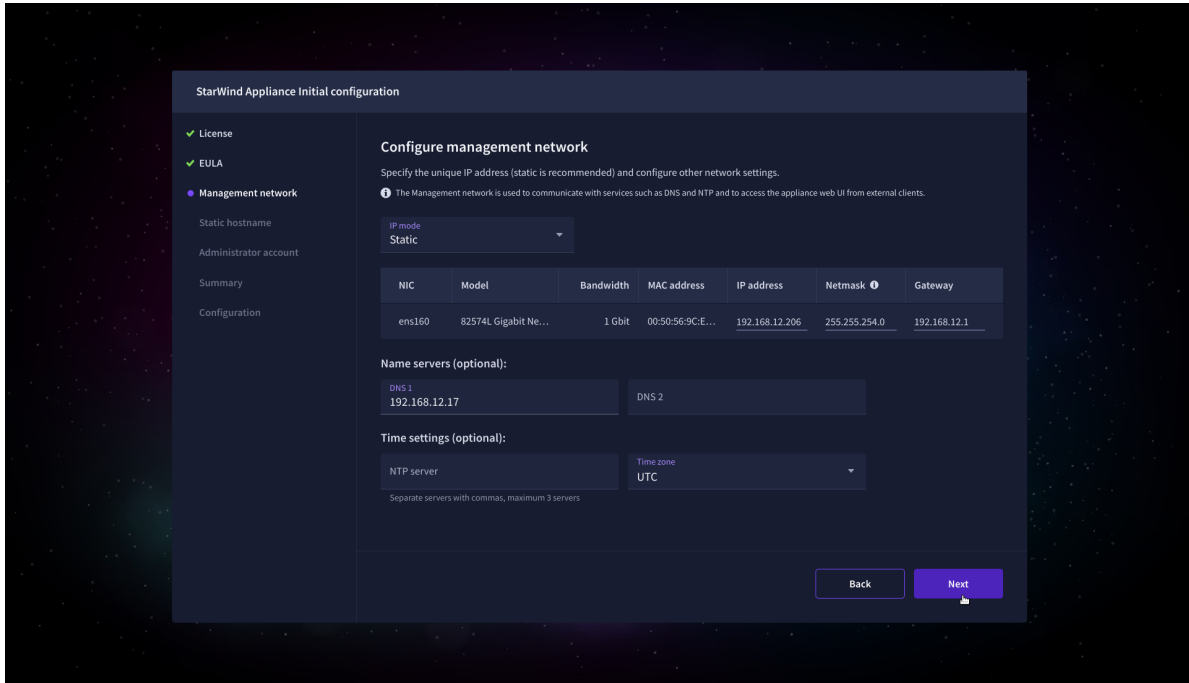 StarWind Appliance Initial configuration
License
EULA
Management network
Static hostname
Administrator account
Summary
Configuration
Configure management network
Specify the unique IP address (static is recommended) and configure other network settings.
The Management network is used to communicate with services such as DNS and NTP and to access the appliance web UI from external clients.
IP mode
Static
NIC Model Bandwidth MAC address IP address Netmask Gateway
ens160 82574L Gigabit Ne... 1 Gbit 00:50:56:9C:E... 192.168.12.206 255.255.254.0 192.168.12.1
Name servers (optional):
DNS 1
192.168.12.17
DNS 2
Time settings (optional):
NTP server
Time zone
UTC
Separate servers with commas, maximum 3 servers
Back Next